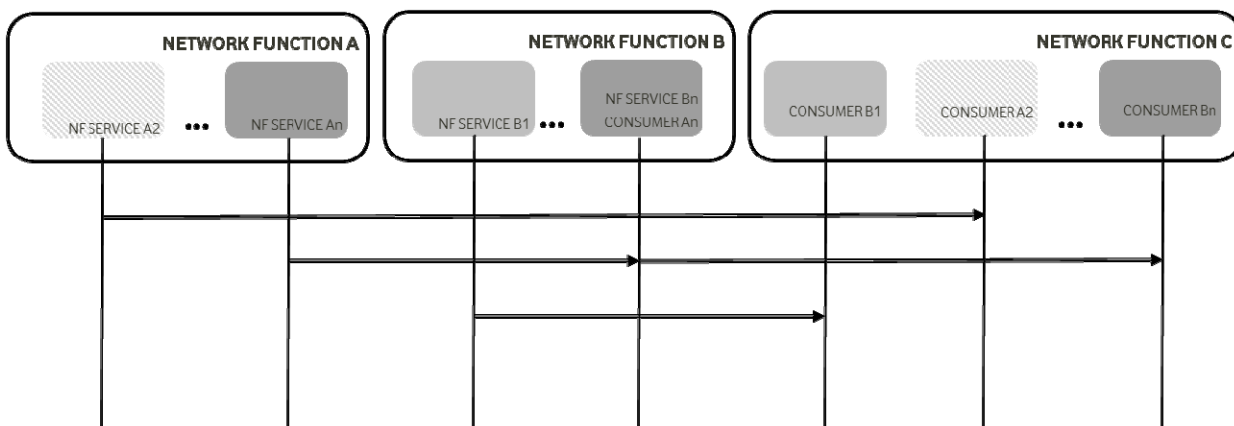 NETWORK FUNCTION A
NF SERVICE A2
●●●
NF SERVICE An
NETWORK FUNCTION B
NF SERVICE B1
●●●
NF SERVICE Bn
CONSUMER An
NETWORK FUNCTION C
CONSUMER B1
CONSUMER A2
●●●
CONSUMER Bn